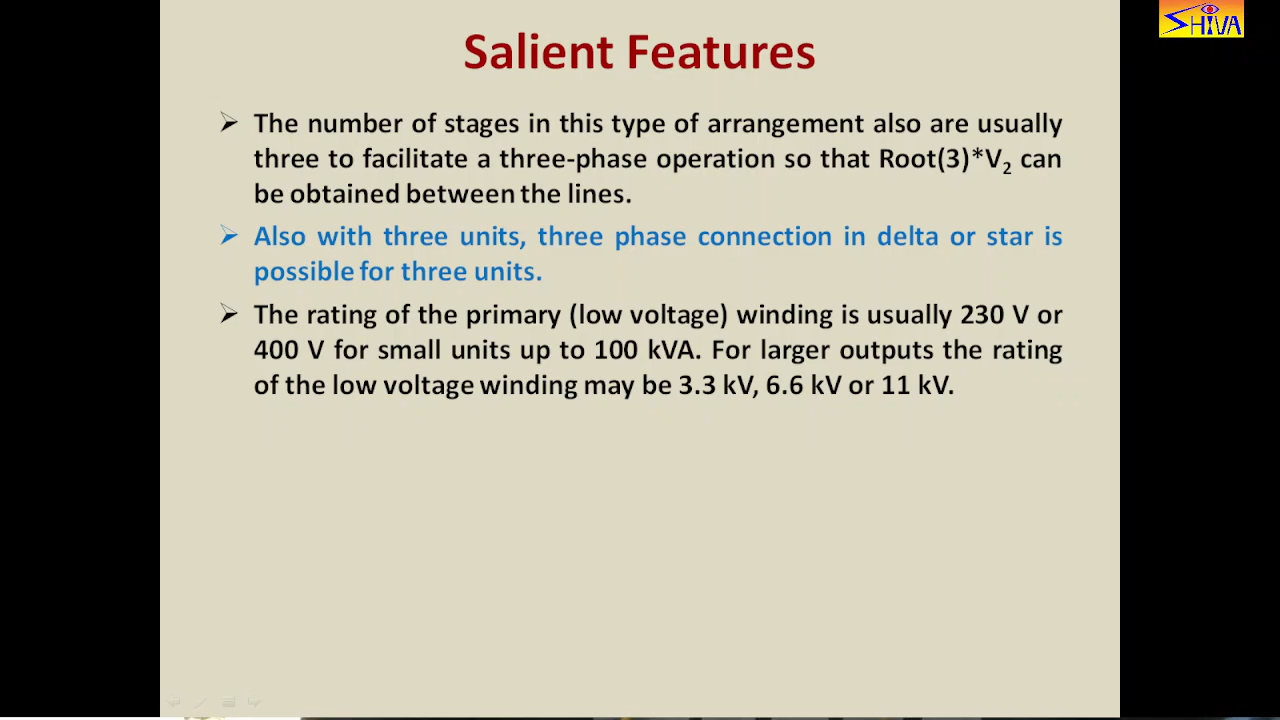 SHIVA
Salient Features
➢ The number of stages in this type of arrangement also are usually
three to facilitate a three-phase operation so that Root(3)*V₂ can
be obtained between the lines.
➢ Also with three units, three phase connection in delta or star is
possible for three units.
➢ The rating of the primary (low voltage) winding is usually 230 V or
400 V for small units up to 100 kVA. For larger outputs the rating
of the low voltage winding may be 3.3 kV, 6.6 kV or 11 kV.